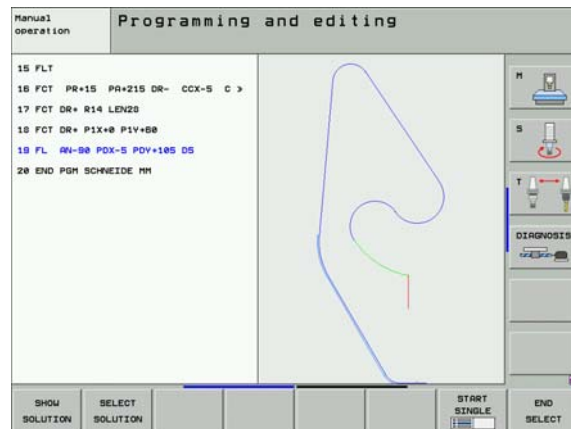 Manual
operation
Programming and editing
15 FLT
16 FCT PR+15 PA+215 DR- CCX-5 C >
17 FCT DR+ R14 LEN28
18 FCT DR+ P1X+0 P1Y+60
19 FL AN-90 PDX-5 PDY+105 D5
20 END PGM SCHNEIDE MM
M
S
T
DIAGNOSIS
SHOW
SOLUTION
SELECT
SOLUTION
START
SINGLE
END
SELECT